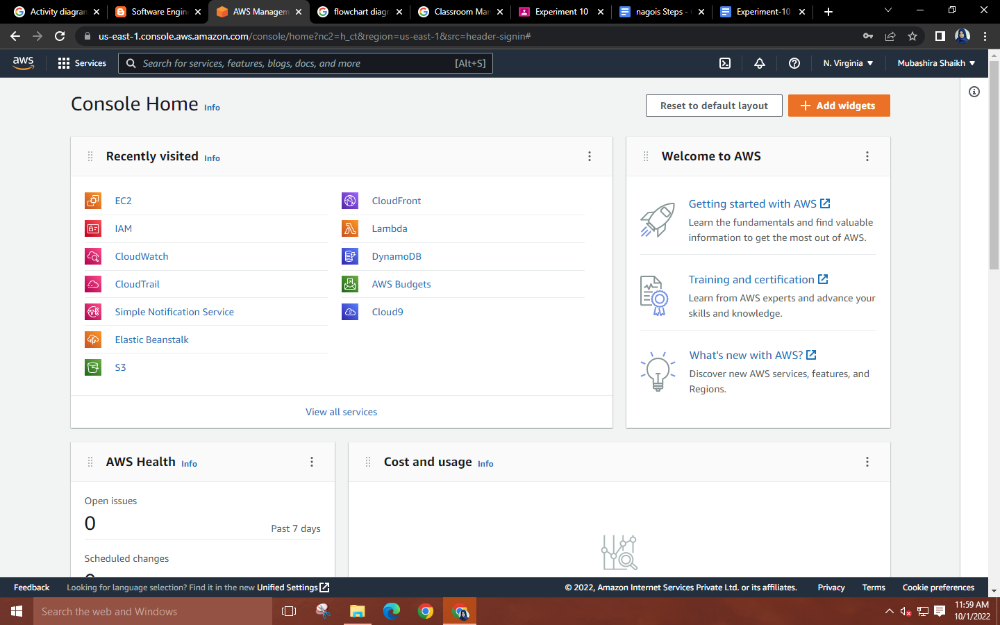 Activity diagran
Software Engin
AWS Managem
flowchart diagr
Classroom Man
Experiment 10
nagois Steps -
Experiment-10
us-east-1.console.aws.amazon.com/console/home?nc2=h_ct&region=us-east-1&src=header-signin#
aws
Services
Search for services, features, blogs, docs, and more
[Alt+S]
N. Virginia
Mubashira Shaikh
Console Home Info
Reset to default layout
Add widgets
Recently visited Info
EC2
IAM
CloudWatch
CloudTrail
Simple Notification Service
Elastic Beanstalk
S3
CloudFront
Lambda
DynamoDB
AWS Budgets
Cloud9
View all services
Welcome to AWS
Getting started with AWS
Learn the fundamentals and find valuable
information to get the most out of AWS.
Training and certification
Learn from AWS experts and advance your
skills and knowledge.
What's new with AWS?
Discover new AWS services, features, and
Regions.
AWS Health Info
Open issues
0
Past 7 days
Scheduled changes
Cost and usage Info
Feedback
Looking for language selection? Find it in the new Unified Settings
© 2022, Amazon Internet Services Private Ltd. or its affiliates.
Privacy
Terms
Cookie preferences
Search the web and Windows
11:59 AM
10/1/2022